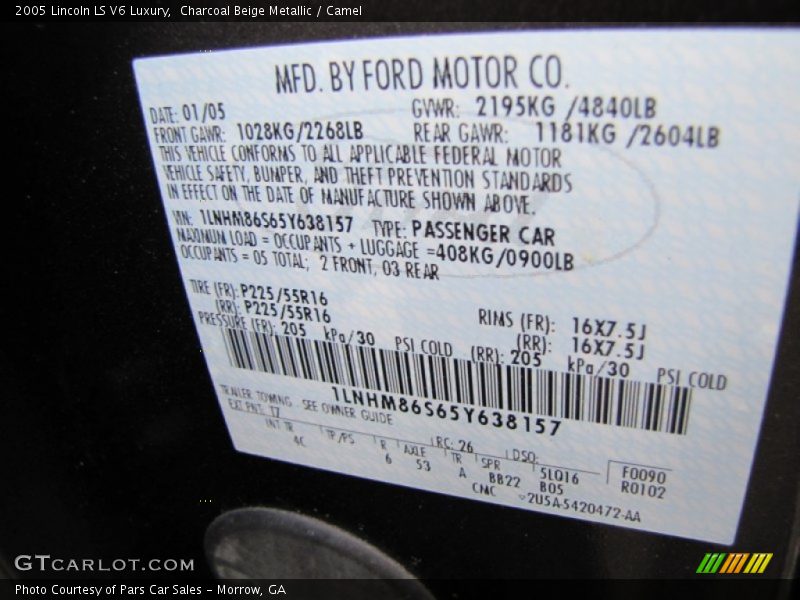 2005 Lincoln LS V6 Luxury,  Charcoal Beige Metallic / Camel
MFD. BY FORD MOTOR CO.
DATE: 01/05 GVWR: 2195KG /4840LB
FRONT GAWR: 1028KG/2268LB REAR GAWR: 1181KG /2604LB
THIS VEHICLE CONFORMS TO ALL APPLICABLE FEDERAL MOTOR
VEHICLE SAFETY, BUMPER, AND THEFT PREVENTION STANDARDS
IN EFFECT ON THE DATE OF MANUFACTURE SHOWN ABOVE.
VIN: 1LNHM86S65Y638157 TYPE: PASSENGER CAR
MAXIMUM LOAD = OCCUPANTS + LUGGAGE =408KG/0900LB
OCCUPANTS = 05 TOTAL; 2 FRONT, 03 REAR
TIRE (FR): P225/55R16 RIMS (FR): 16X7.5J
(RR): P225/55R16 (RR): 16X7.5J
PRESSURE (FR): 205 kPa/30 PSI COLD (RR): 205 kPa/30 PSI COLD
1LNHM86S65Y638157
TRAILER TOWING - SEE OWNER GUIDE
EXT PNT: T7 RC: 26 DSO:
INT TR TP/PS R AXLE TR SPR 5LQ16 F0090
4C 6 53 A BB22 B05 R0102
CMC 2U5A-5420472-AA
GTCARLOT.COM
Photo Courtesy of Pars Car Sales - Morrow, GA